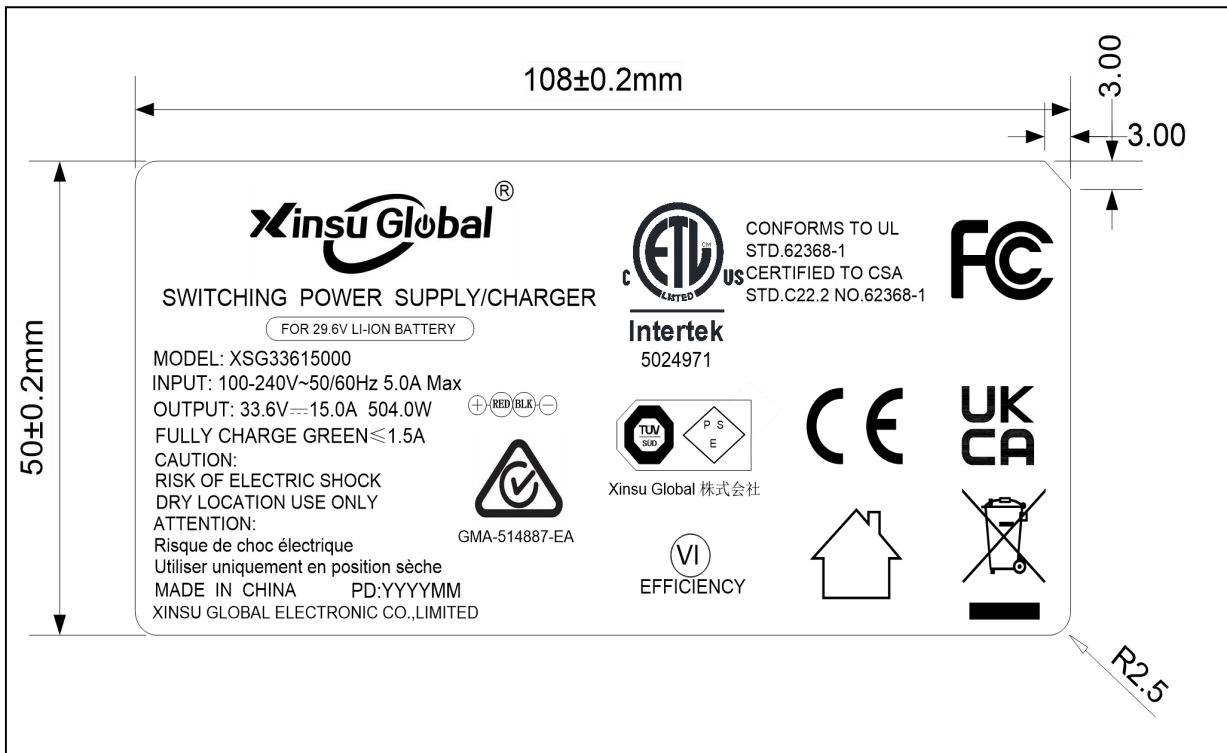 108±0.2mm
3.00
3.00
50±0.2mm
Xinsu Global ®
SWITCHING POWER SUPPLY/CHARGER
FOR 29.6V LI-ION BATTERY
MODEL: XSG33615000
INPUT: 100-240V~50/60Hz 5.0A Max
OUTPUT: 33.6V⎓15.0A 504.0W
+ RED BLK −
FULLY CHARGE GREEN≤1.5A
CAUTION:
RISK OF ELECTRIC SHOCK
DRY LOCATION USE ONLY
ATTENTION:
Risque de choc électrique
Utiliser uniquement en position sèche
MADE IN CHINA PD:YYYYMM
XINSU GLOBAL ELECTRONIC CO.,LIMITED
GMA-514887-EA
ETL CM
LISTED
C US
Intertek
5024971
CONFORMS TO UL
STD.62368-1
CERTIFIED TO CSA
STD.C22.2 NO.62368-1
FC
TUV
SUD
P S
E
Xinsu Global 株式会社
CE
UK
CA
VI
EFFICIENCY
R2.5